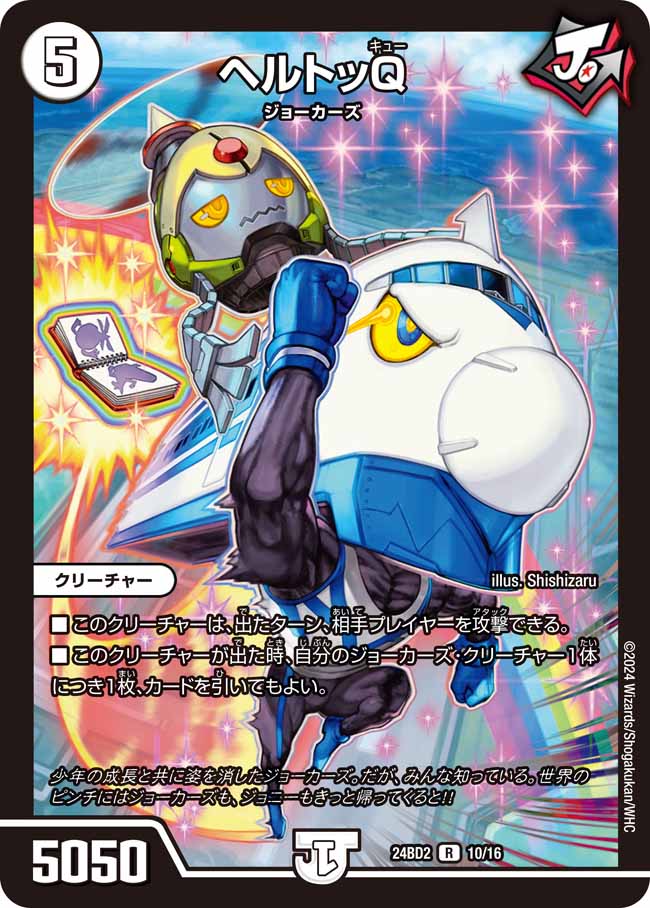 5
ヘルトッQ
キュー
ジョーカーズ
クリーチャー
illus. Shishizaru
■このクリーチャーは、出たターン、相手プレイヤーを攻撃できる。
■このクリーチャーが出た時、自分のジョーカーズ・クリーチャー1体
につき1枚、カードを引いてもよい。
少年の成長と共に姿を消したジョーカーズ。だが、みんな知っている。世界の
ピンチにはジョーカーズも、ジョニーもきっと帰ってくると!!
©2024 Wizards/Shogakukan/WHC
5050
24BD2 R 10/16